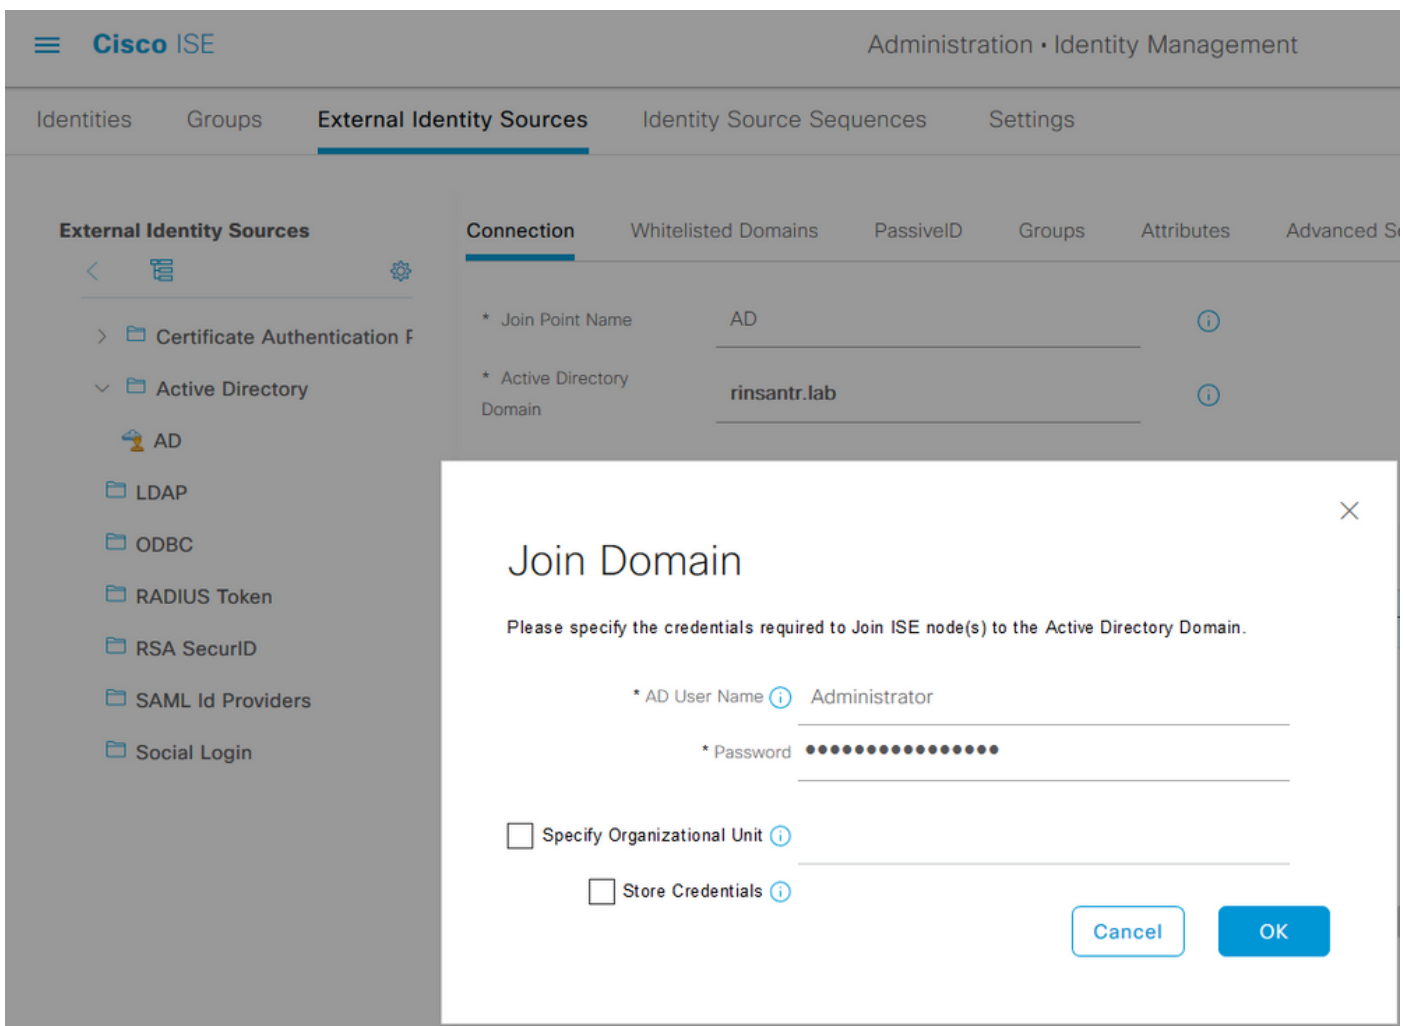 Cisco ISE
Administration · Identity Management
Identities Groups External Identity Sources Identity Source Sequences Settings
External Identity Sources
Certificate Authentication
Active Directory
AD
LDAP
ODBC
RADIUS Token
RSA SecurID
SAML Id Providers
Social Login
Connection Whitelisted Domains PassiveID Groups Attributes Advanced
* Join Point Name AD
* Active Directory
Domain
rinsantr.lab
Join Domain
Please specify the credentials required to Join ISE node(s) to the Active Directory Domain.
* AD User Name Administrator
* Password ••••••••••••••••
Specify Organizational Unit
Store Credentials
Cancel OK